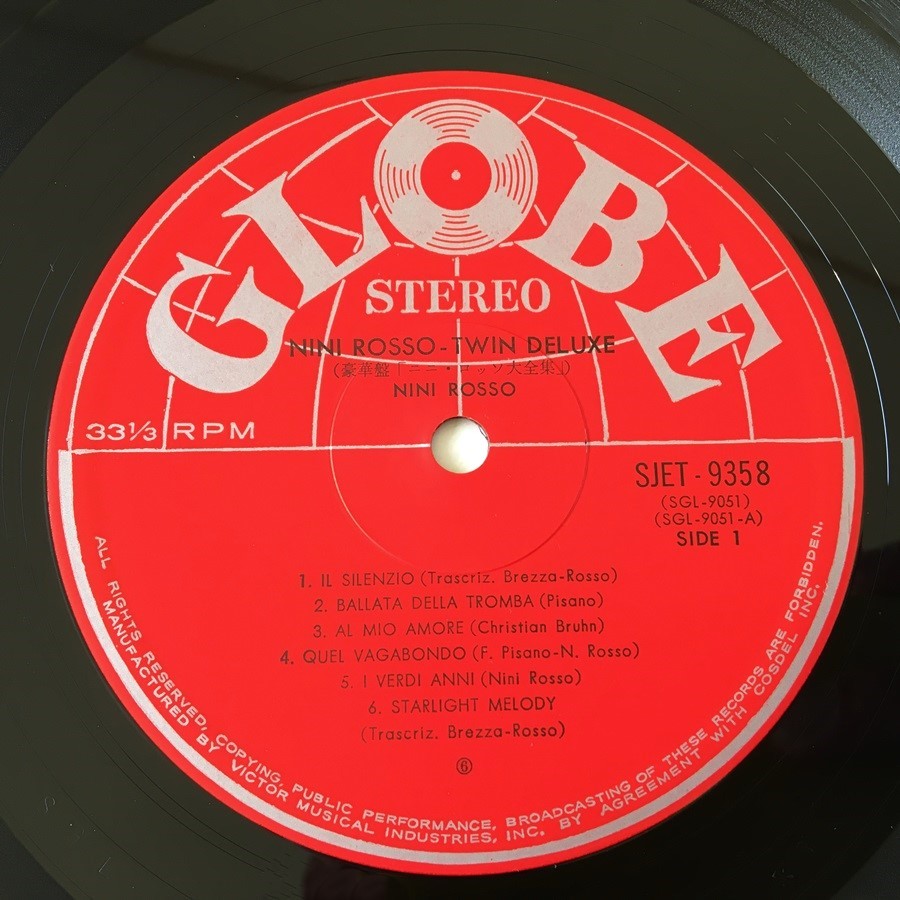 GLOBE
STEREO
NINI ROSSO-TWIN DELUXE
(豪華盤「ニニ・ロッソ大全集」)
NINI ROSSO
33⅓ RPM
SJET-9358
(SGL-9051)
(SGL-9051-A)
SIDE 1
1. IL SILENZIO (Trascriz. Brezza-Rosso)
2. BALLATA DELLA TROMBA (Pisano)
3. AL MIO AMORE (Christian Bruhn)
4. QUEL VAGABONDO (F. Pisano-N. Rosso)
5. I VERDI ANNI (Nini Rosso)
6. STARLIGHT MELODY
(Trascriz. Brezza-Rosso)
⑥
ALL RIGHTS RESERVED, COPYING, PUBLIC PERFORMANCE, BROADCASTING OF THESE RECORDS ARE FORBIDDEN.
MANUFACTURED BY VICTOR MUSICAL INDUSTRIES, INC. BY AGREEMENT WITH COSDEL INC.